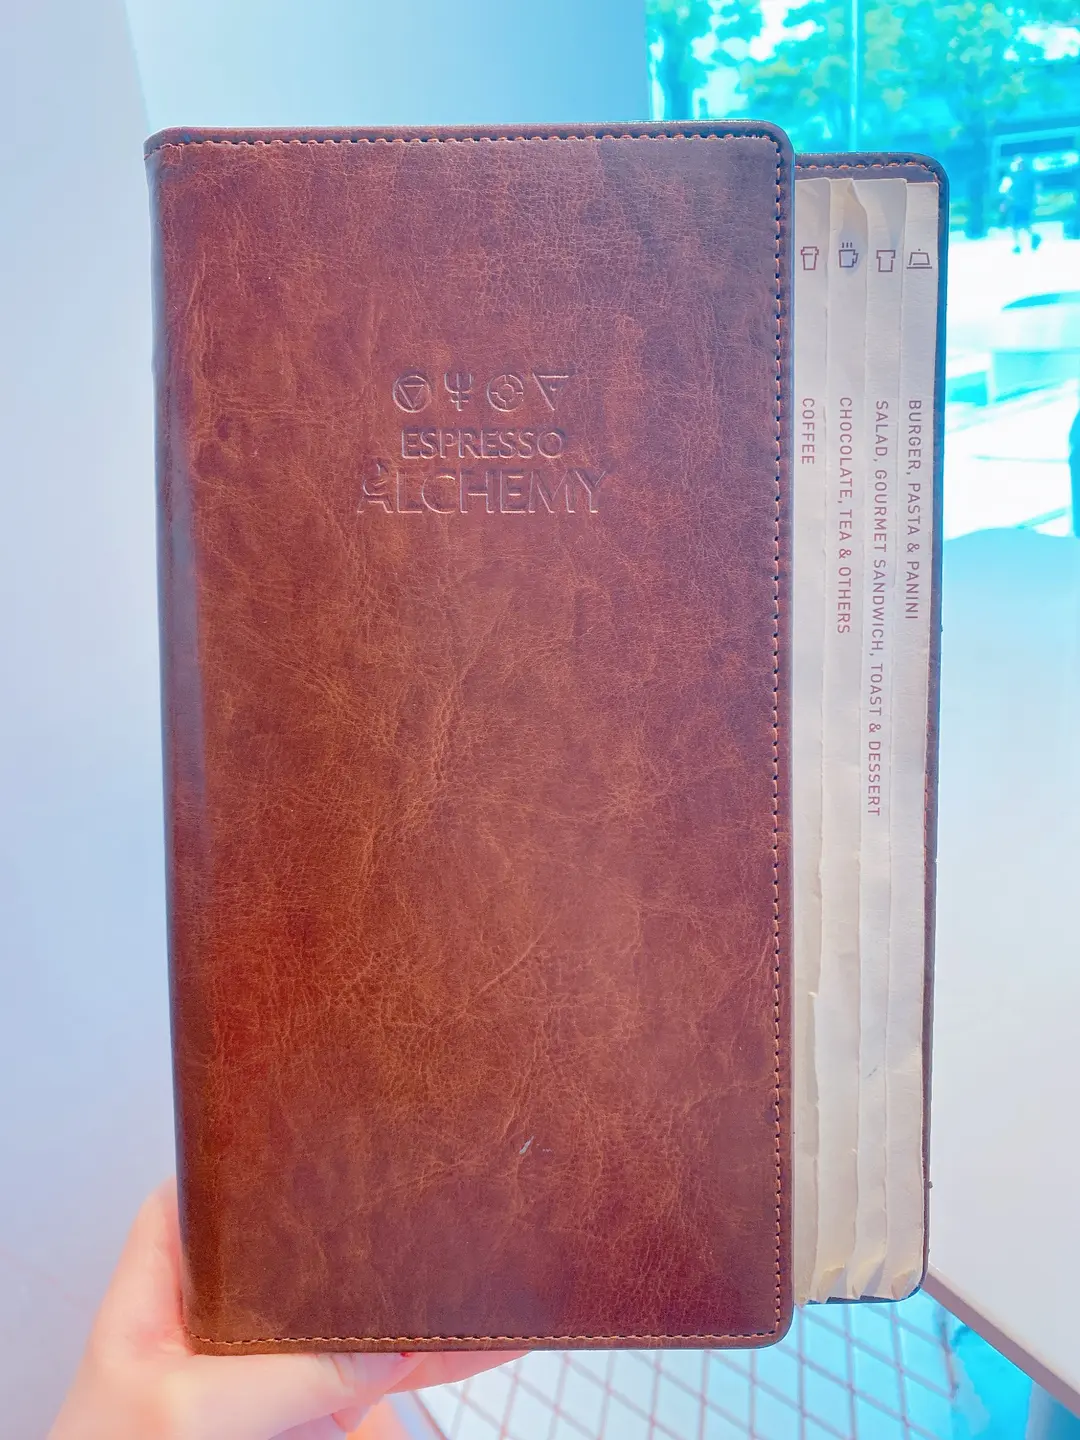 ESPRESSO
ALCHEMY
COFFEE
CHOCOLATE, TEA & OTHERS
SALAD, GOURMET SANDWICH, TOAST & DESSERT
BURGER, PASTA & PANINI